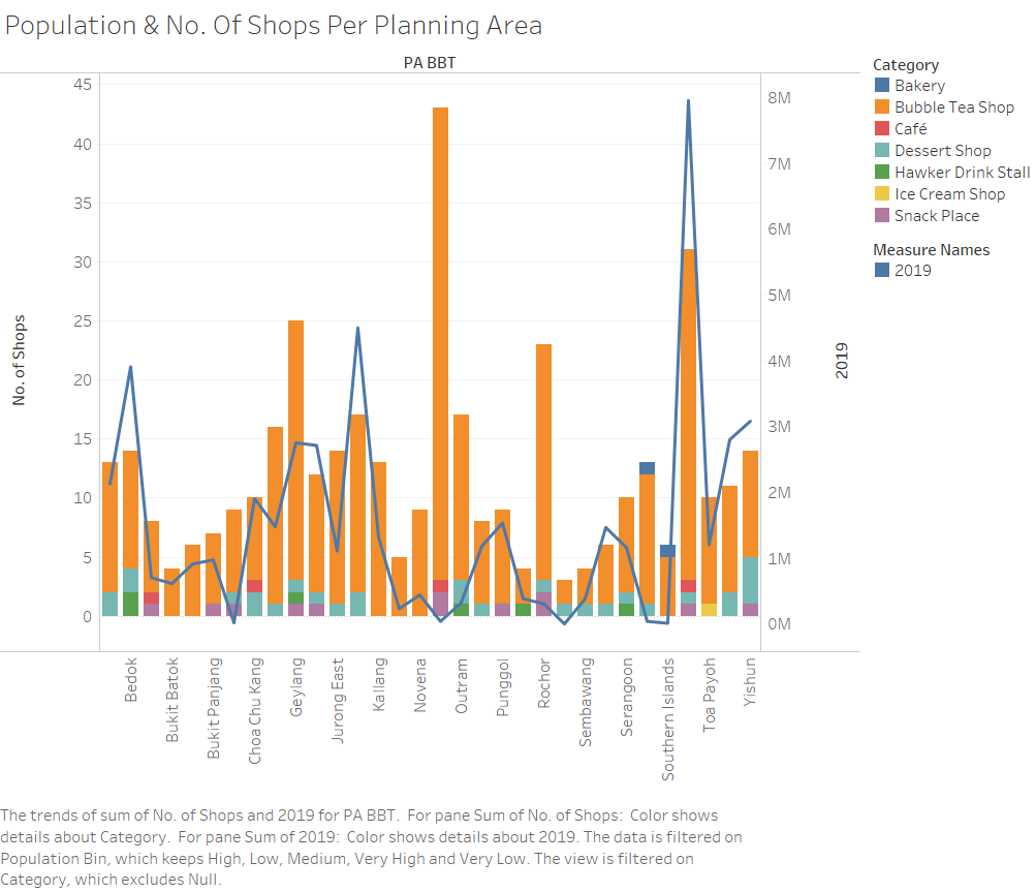 Population & No. Of Shops Per Planning Area
PA BBT
Category
Bakery
Bubble Tea Shop
Café
Dessert Shop
Hawker Drink Stall
Ice Cream Shop
Snack Place
Measure Names
2019
No. of Shops
45
40
35
30
25
20
15
10
5
0
8M
7M
6M
5M
4M
3M
2M
1M
0M
2019
Bedok
Bukit Batok
Bukit Panjang
Choa Chu Kang
Geylang
Jurong East
Kallang
Novena
Outram
Punggol
Rochor
Sembawang
Serangoon
Southern Islands
Toa Payoh
Yishun
The trends of sum of No. of Shops and 2019 for PA BBT.  For pane Sum of No. of Shops:  Color shows
details about Category.  For pane Sum of 2019:  Color shows details about 2019. The data is filtered on
Population Bin, which keeps High, Low, Medium, Very High and Very Low. The view is filtered on
Category, which excludes Null.